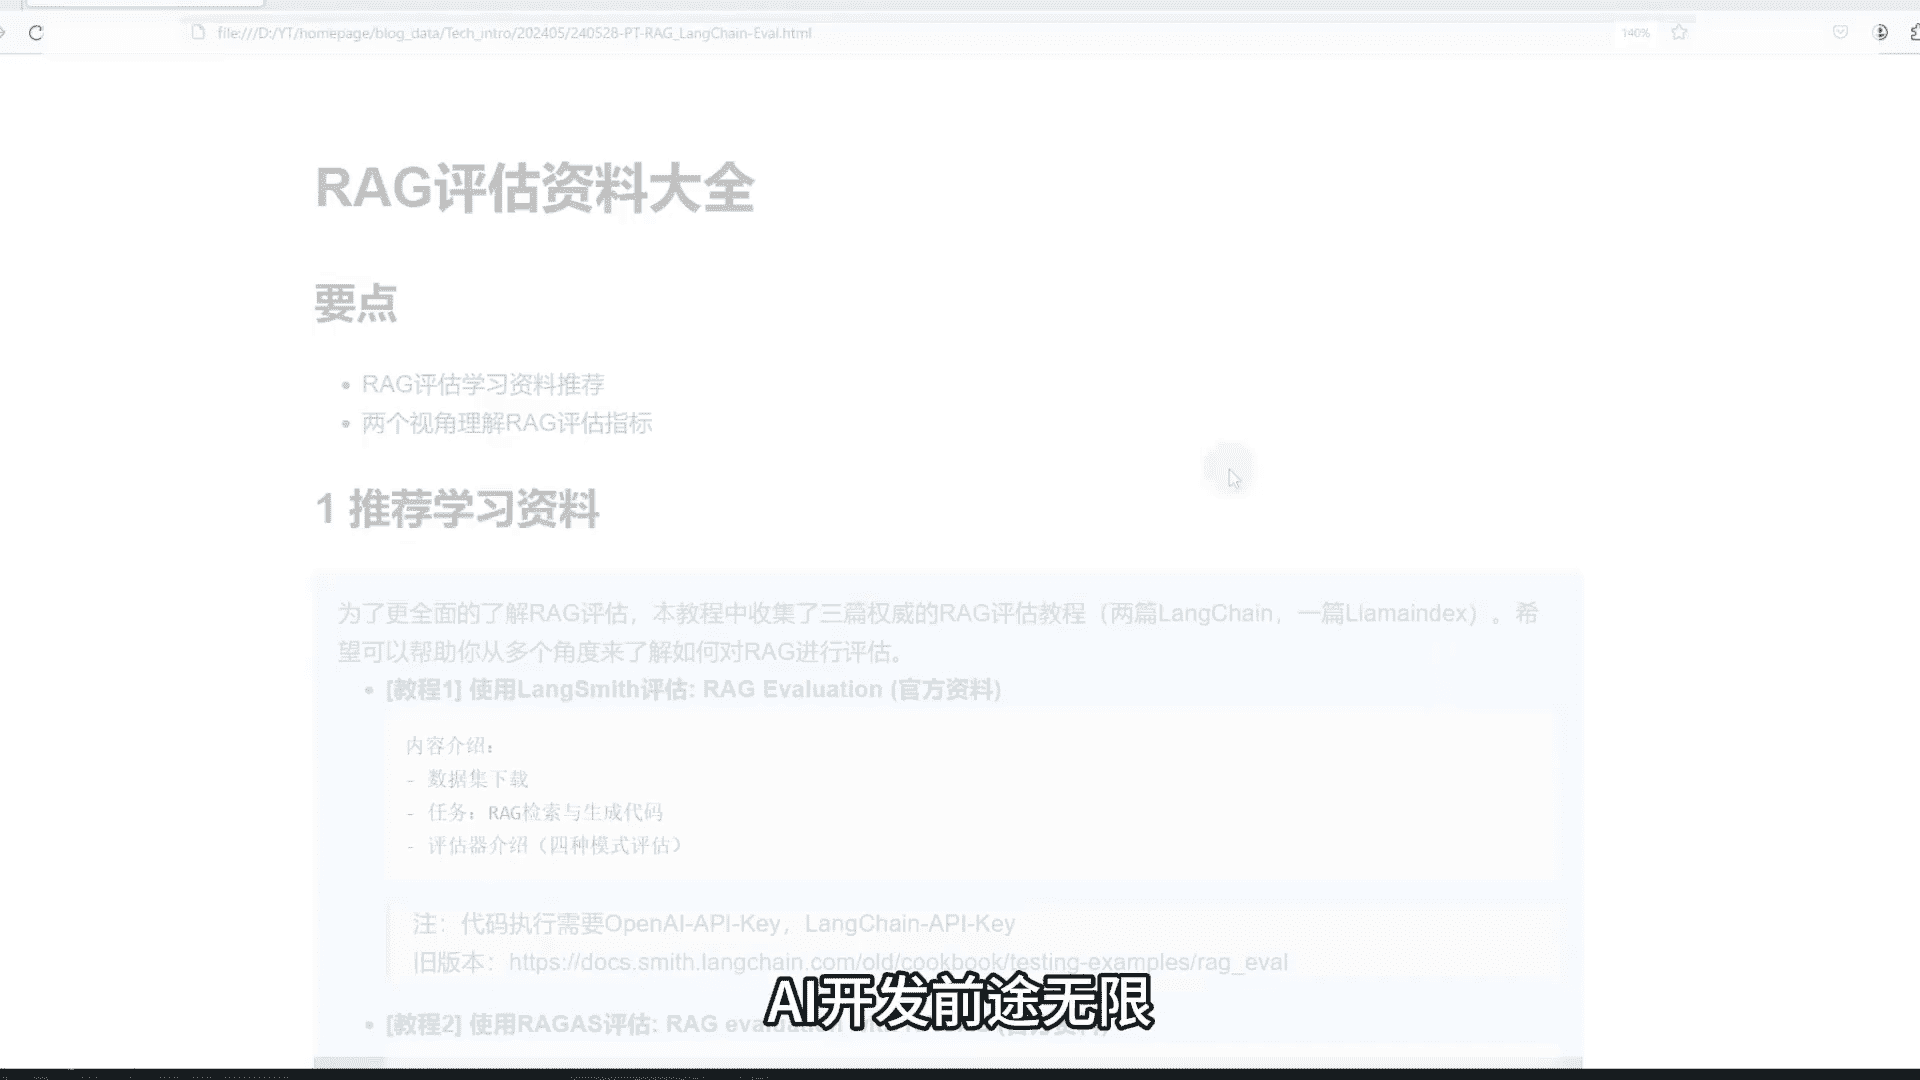 file:///D:/YT/homepage/blog_data/Tech_intro/202405/240528-PT-RAG_LangChain-Eval.html
140%
RAG评估资料大全
要点
RAG评估学习资料推荐
两个视角理解RAG评估指标
1 推荐学习资料
为了更全面的了解RAG评估，本教程中收集了三篇权威的RAG评估教程（两篇LangChain，一篇Llamaindex）。希
望可以帮助你从多个角度来了解如何对RAG进行评估。
[教程1] 使用LangSmith评估: RAG Evaluation (官方资料)
内容介绍：
- 数据集下载
- 任务：RAG检索与生成代码
- 评估器介绍（四种模式评估）
注：代码执行需要OpenAI-API-Key，LangChain-API-Key
旧版本：https://docs.smith.langchain.com/old/cookbook/testing-examples/rag_eval
[教程2] 使用RAGAS评估: RAG
AI开发前途无限